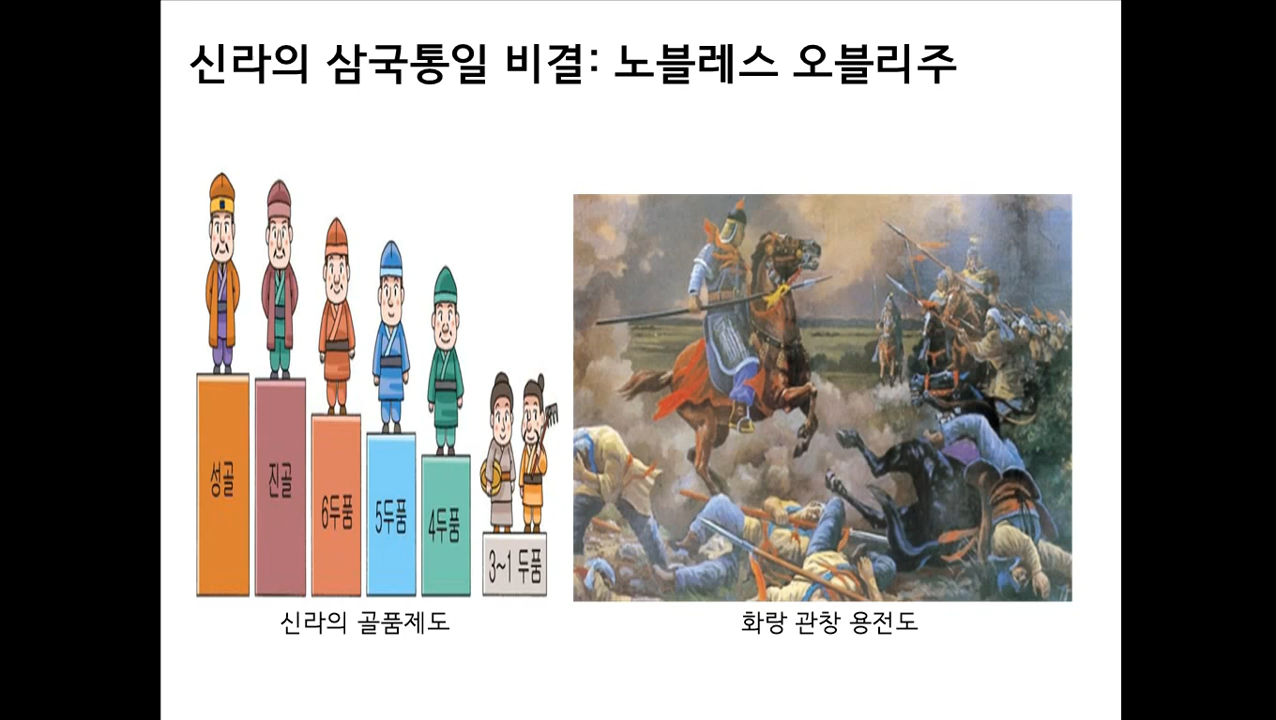 신라의 삼국통일 비결: 노블레스 오블리주
성골
진골
6두품
5두품
4두품
3~1 두품
신라의 골품제도
화랑 관창 용전도